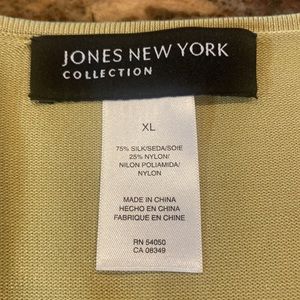 JONES NEW YORK
COLLECTION
XL
75% SILK/SEDA/SOIE
25% NYLON/
NILON POLIAMIDA/
NYLON
MADE IN CHINA
HECHO EN CHINA
FABRIQUE EN CHINE
RN 54050
CA 08349